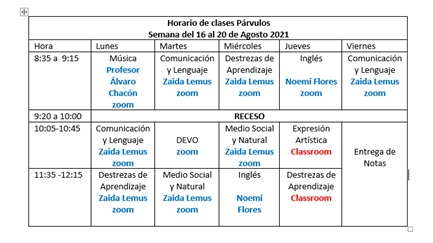 Horario de clases Párvulos
Semana del 16 al 20 de Agosto 2021
Hora Lunes Martes Miércoles Jueves Viernes
8:35 a 9:15 Música Comunicación Destrezas de Inglés Comunicación
Profesor y Lenguaje Aprendizaje y Lenguaje
Álvaro Zaida Lemus Zaida Lemus Noemí Flores Zaida Lemus
Chacón zoom zoom zoom zoom
zoom
9:20 a 10:00 RECESO
10:05-10:45 Comunicación Medio Social Expresión
y Lenguaje DEVO y Natural Artística
Zaida Lemus zoom Zaida Lemus Classroom Entrega de
zoom zoom Notas
11:35 -12:15 Destrezas de Medio Social Inglés Destrezas de
Aprendizaje y Natural Aprendizaje
Zaida Lemus Zaida Lemus Noemí Classroom
zoom zoom Flores